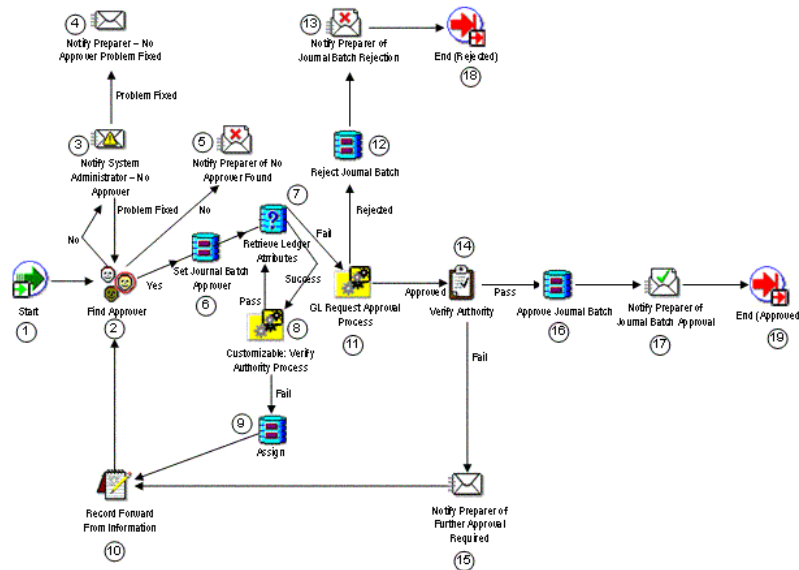 4
Notify Preparer – No
Approver Problem Fixed
Problem Fixed
3
Notify System
Administrator – No
Approver
Problem Fixed
No
5
Notify Preparer of No
Approver Found
No
13
Notify Preparer of
Journal Batch Rejection
End (Rejected)
18
12
Reject Journal Batch
Rejected
7
Retrieve Ledger
Attributes
Fail
Success
Pass
Start
1
Find Approver
2
Yes
Set Journal Batch
Approver
6
8
Customizable: Verify
Authority Process
Fail
9
Assign
GL Request Approval
Process
11
Approved
14
Verify Authority
Pass
Fail
Approve Journal Batch
16
Notify Preparer of
Journal Batch Approval
17
End (Approved
19
Record Forward
From Information
10
Notify Preparer of
Further Approval
Required
15